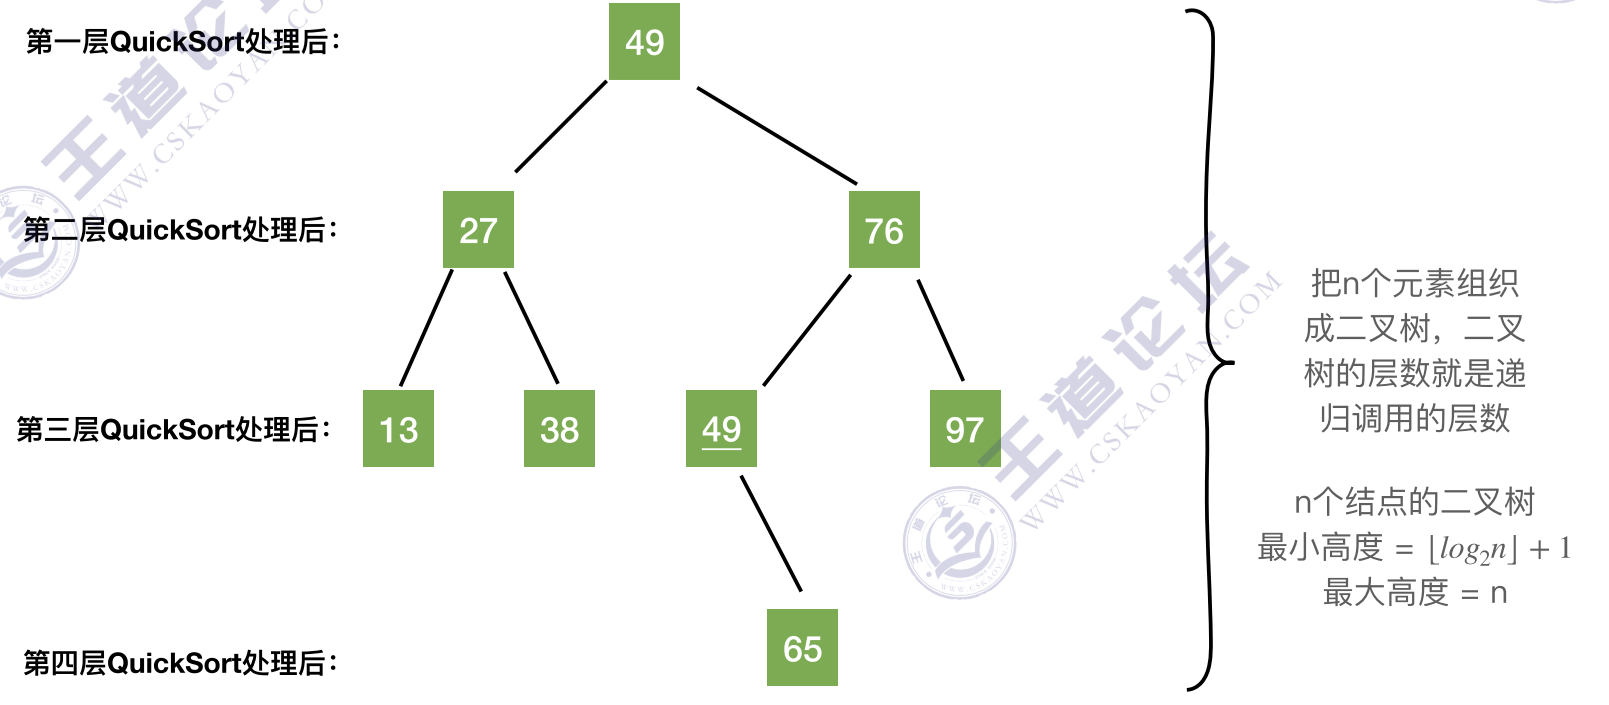 第一层QuickSort处理后：
49
第二层QuickSort处理后：
27
76
第三层QuickSort处理后：
13
38
49
97
第四层QuickSort处理后：
65
把n个元素组织
成二叉树，二叉
树的层数就是递
归调用的层数
n个结点的二叉树
最小高度 = ⌊log₂n⌋ + 1
最大高度 = n
王道论坛
WWW.CSKAOYAN.COM
王道论坛
WWW.CSKAOYAN.COM